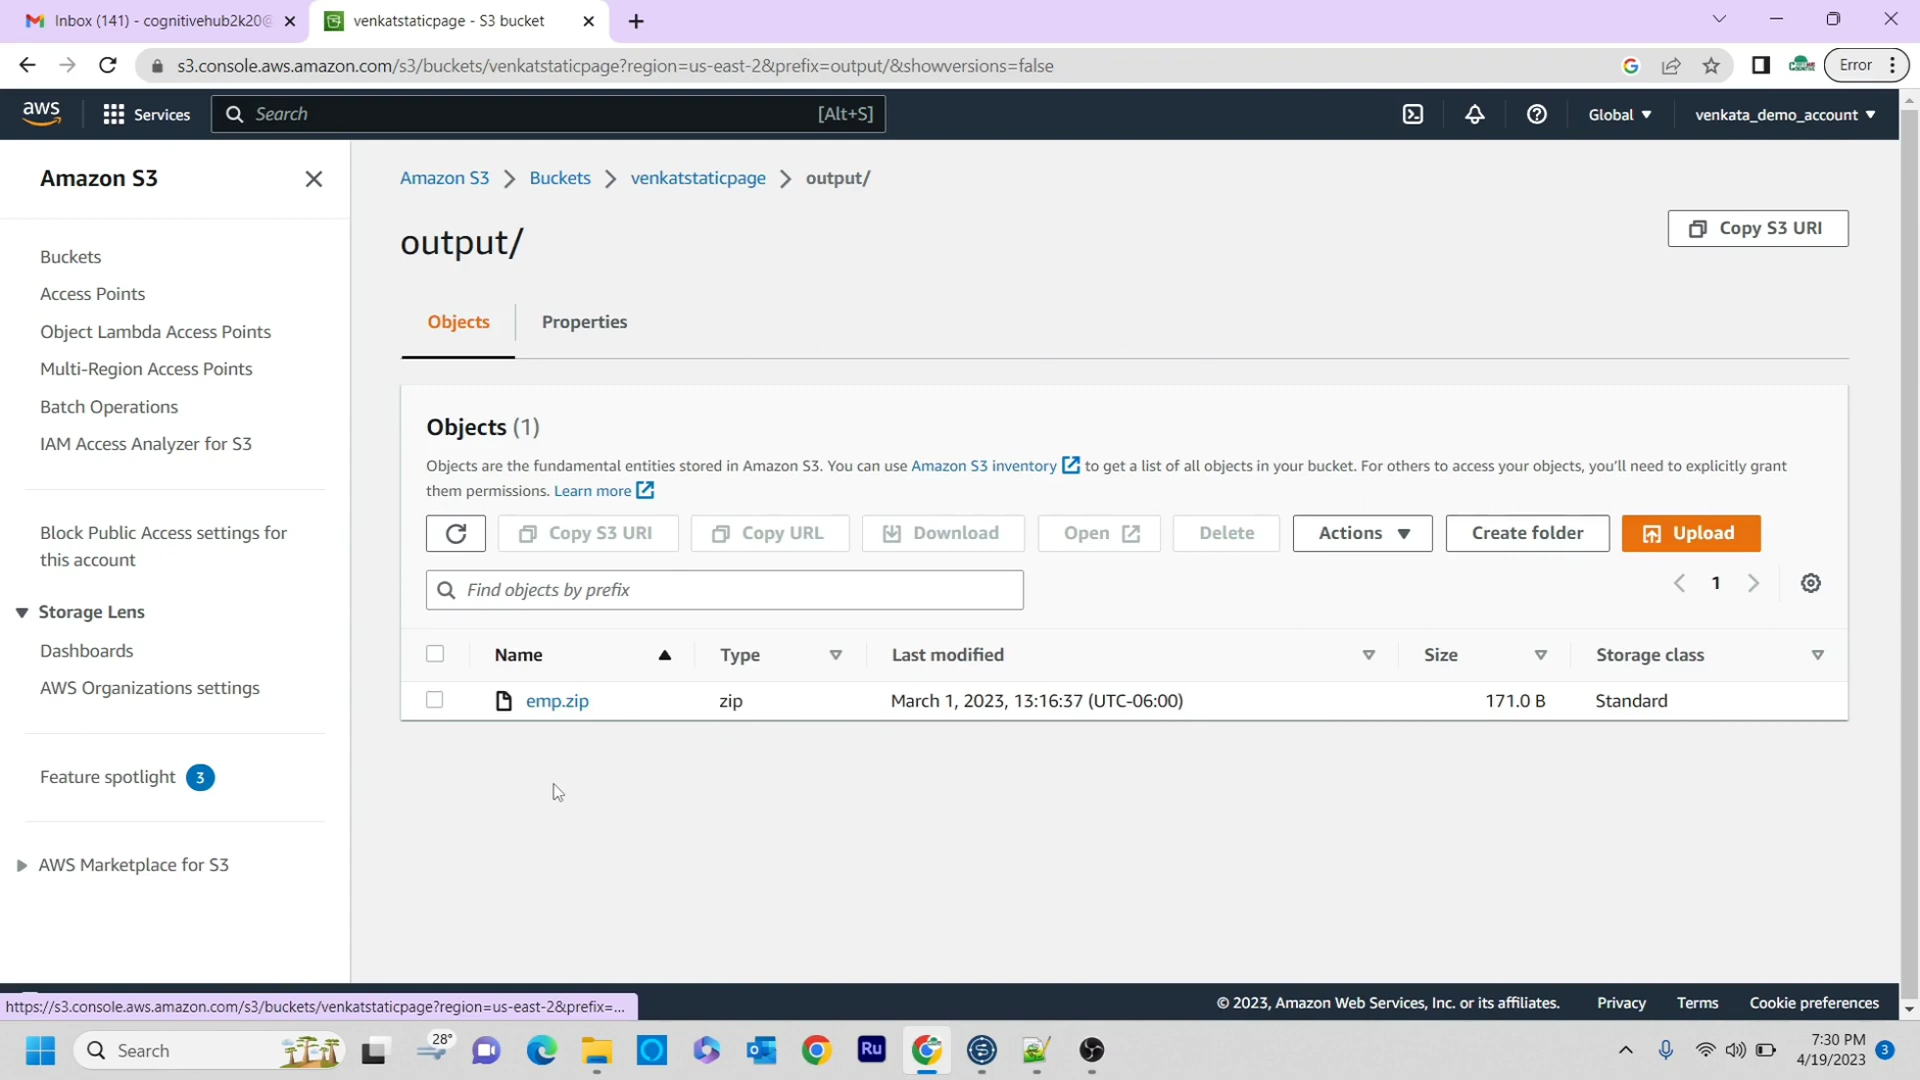 Inbox (141) - cognitivehub2k20@
venkatstaticpage - S3 bucket
s3.console.aws.amazon.com/s3/buckets/venkatstaticpage?region=us-east-2&prefix=output/&showversions=false
Error
aws
Services
Search
[Alt+S]
Global
venkata_demo_account
Amazon S3
Buckets
Access Points
Object Lambda Access Points
Multi-Region Access Points
Batch Operations
IAM Access Analyzer for S3
Block Public Access settings for
this account
Storage Lens
Dashboards
AWS Organizations settings
Feature spotlight 3
AWS Marketplace for S3
Amazon S3 > Buckets > venkatstaticpage > output/
output/
Copy S3 URI
Objects
Properties
Objects (1)
Objects are the fundamental entities stored in Amazon S3. You can use Amazon S3 inventory to get a list of all objects in your bucket. For others to access your objects, you'll need to explicitly grant
them permissions. Learn more
Copy S3 URI
Copy URL
Download
Open
Delete
Actions
Create folder
Upload
Find objects by prefix
1
Name
Type
Last modified
Size
Storage class
emp.zip
zip
March 1, 2023, 13:16:37 (UTC-06:00)
171.0 B
Standard
https://s3.console.aws.amazon.com/s3/buckets/venkatstaticpage?region=us-east-2&prefix=...
© 2023, Amazon Web Services, Inc. or its affiliates.
Privacy
Terms
Cookie preferences
Search
28°
Ru
7:30 PM
4/19/2023
3